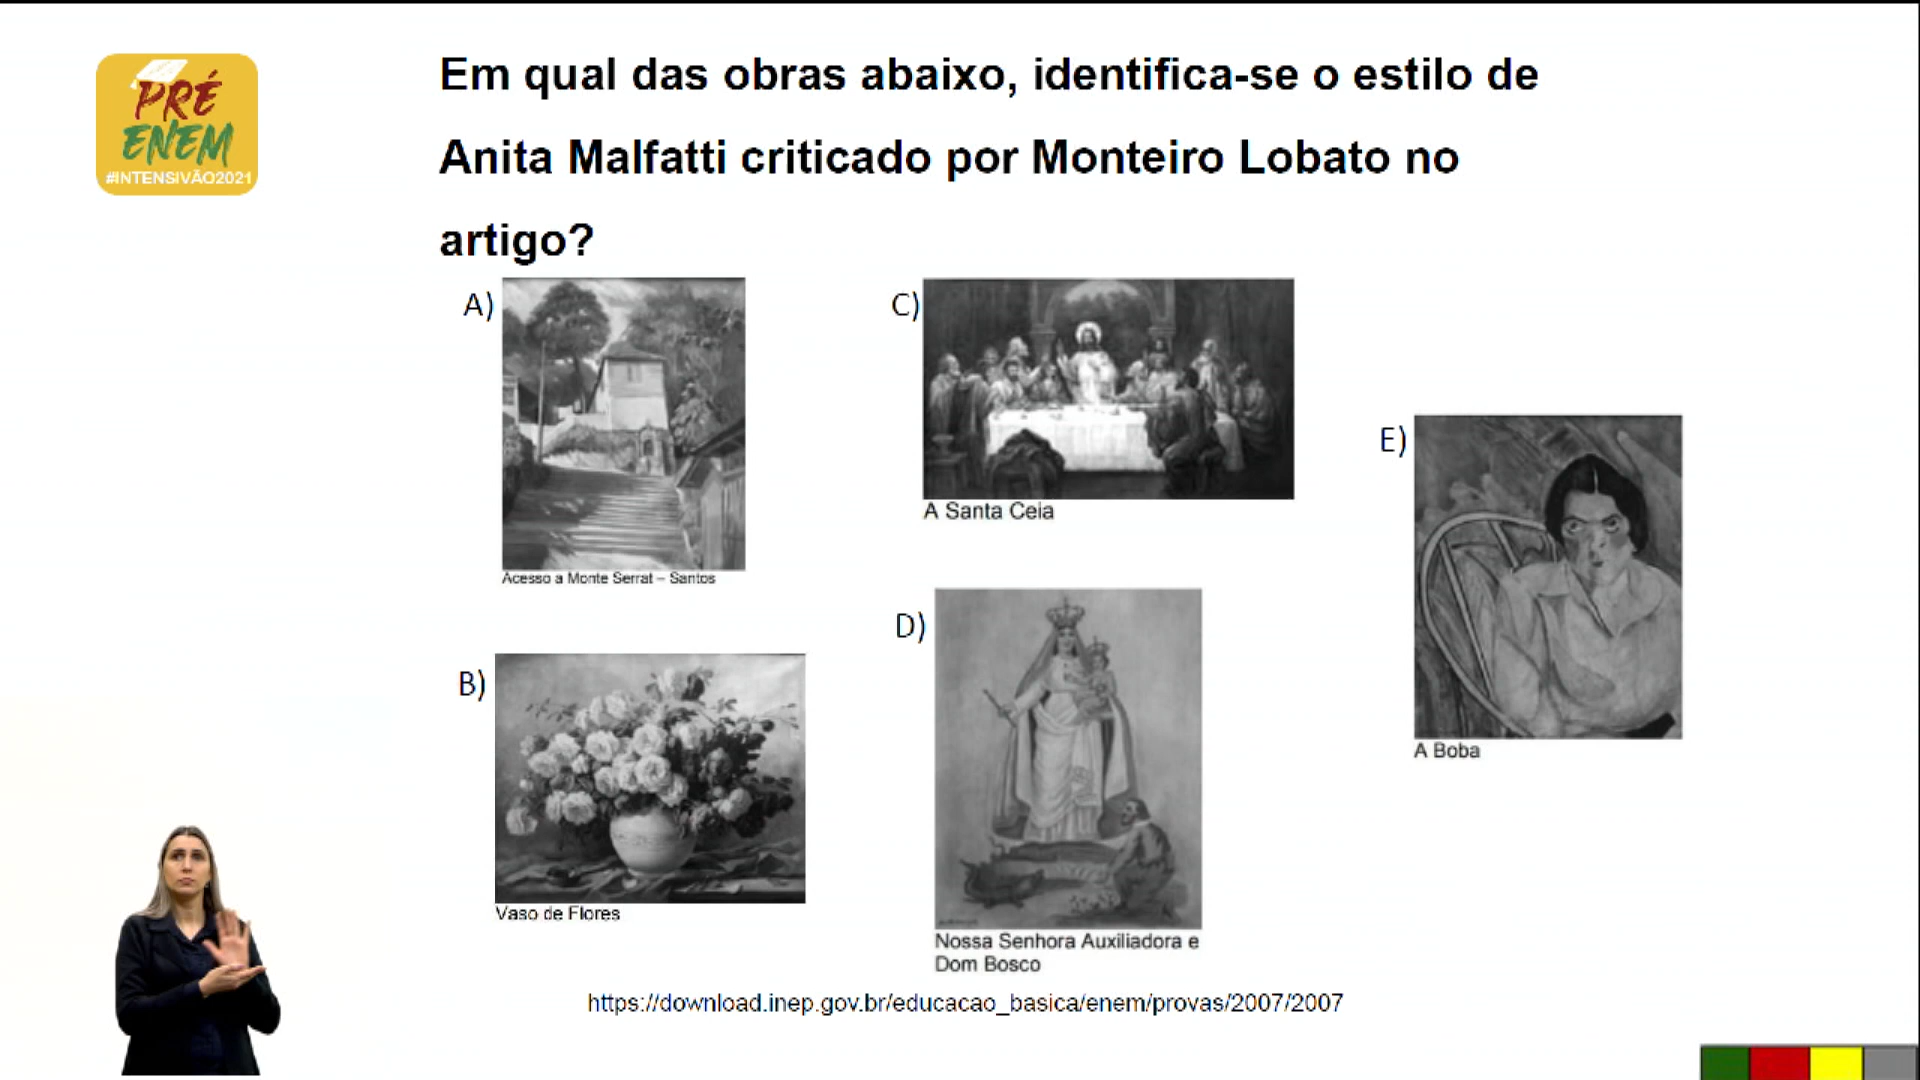 PRÉ
ENEM
#INTENSIVÃO2021
Em qual das obras abaixo, identifica-se o estilo de
Anita Malfatti criticado por Monteiro Lobato no
artigo?
A)
Acesso a Monte Serrat – Santos
B)
Vaso de Flores
C)
A Santa Ceia
D)
Nossa Senhora Auxiliadora e
Dom Bosco
E)
A Boba
https://download.inep.gov.br/educacao_basica/enem/provas/2007/2007